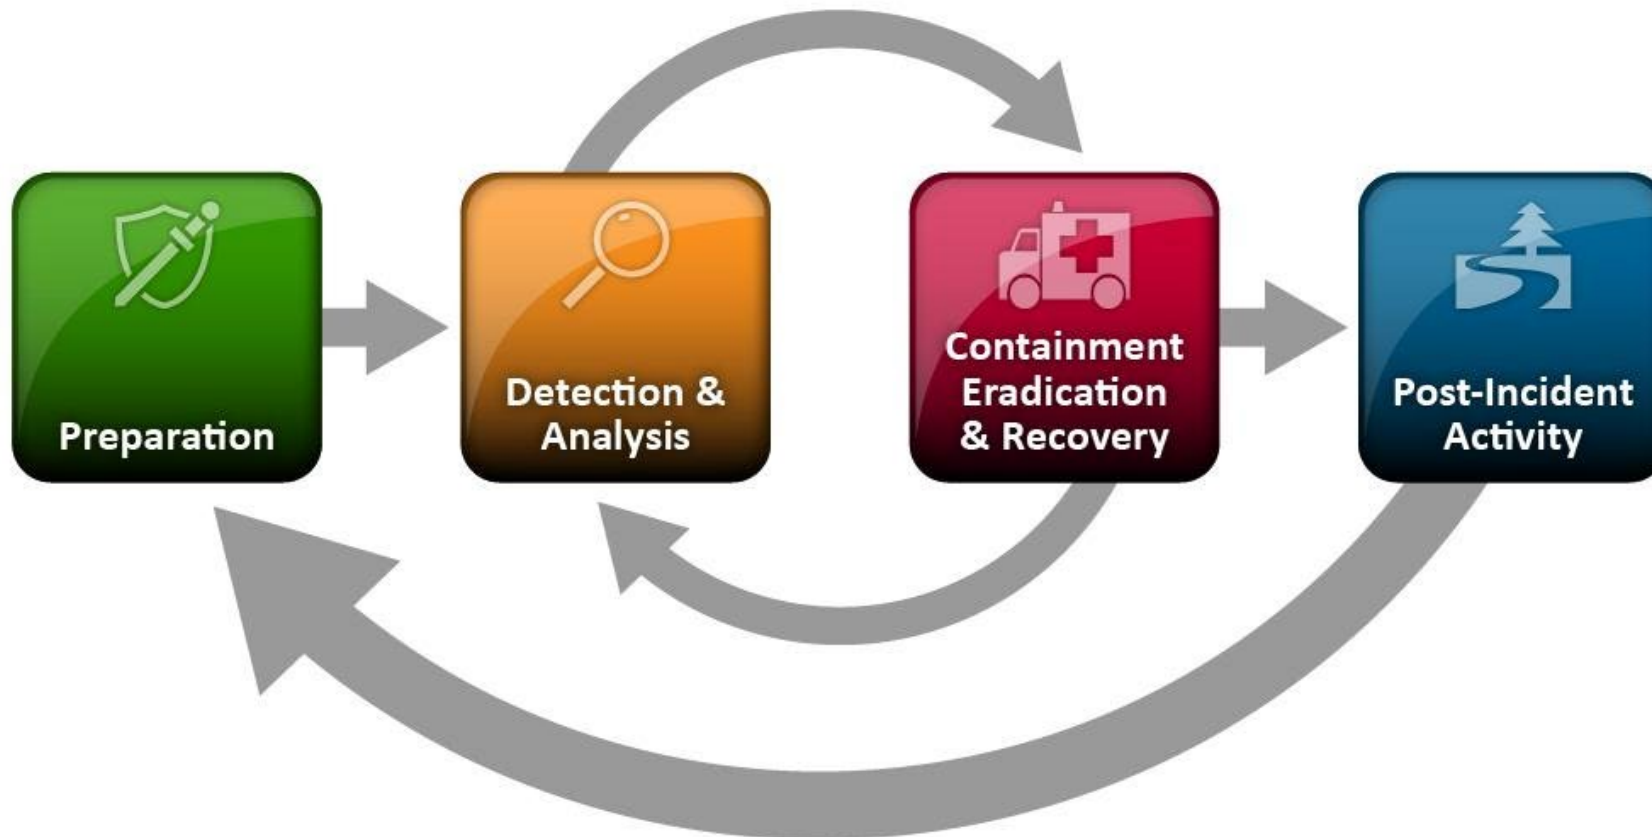 Preparation
Detection &
Analysis
Containment
Eradication
& Recovery
Post-Incident
Activity